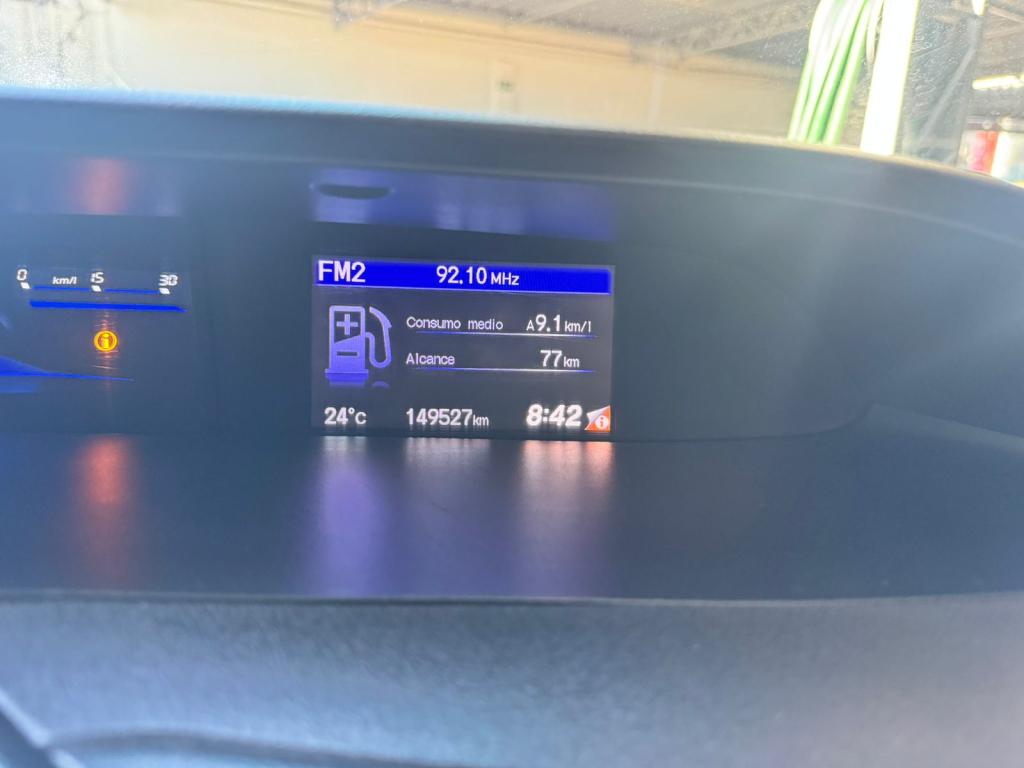 0 km/l 15 30
FM2 92.10 MHz
Consumo medio A9.1 km/l
Alcance 77 km
24°C 149527 km 8:42